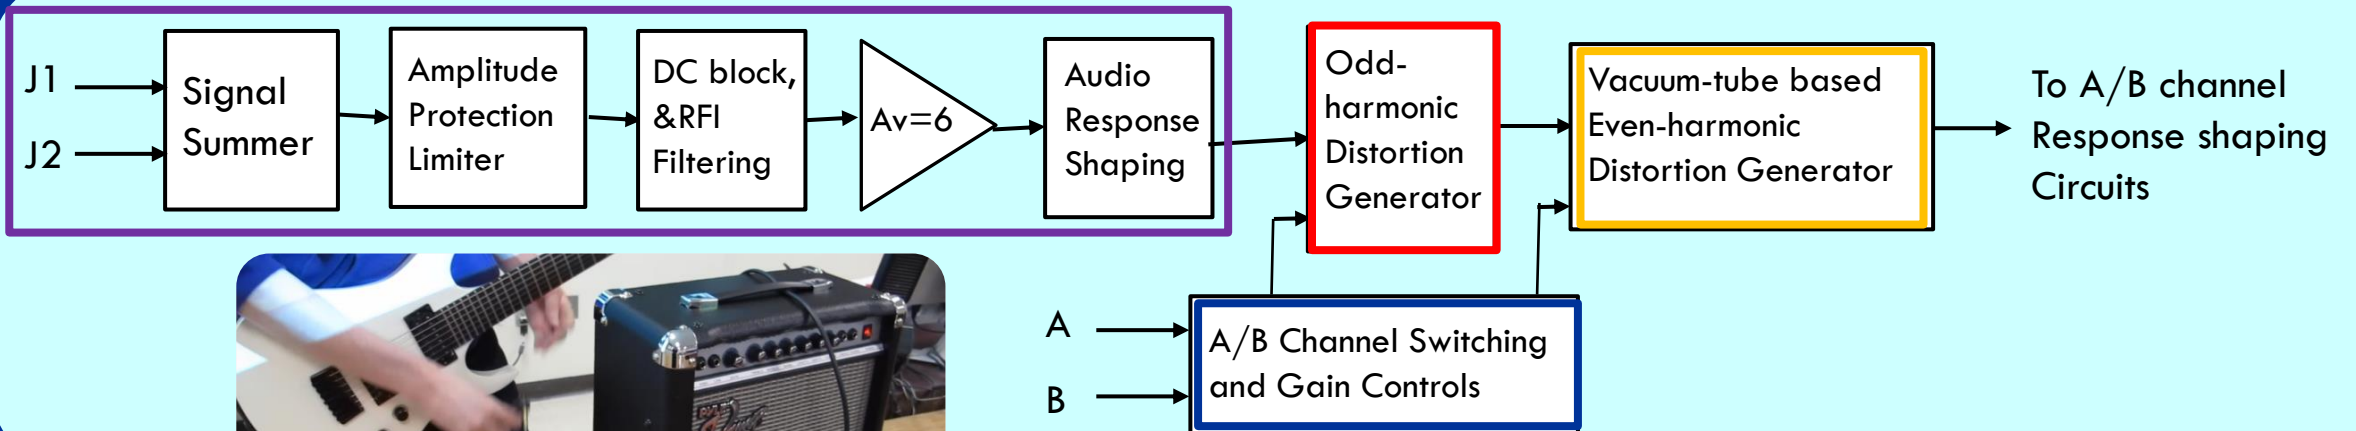 J1
J2
Signal
Summer
Amplitude
Protection
Limiter
DC block,
&RFI
Filtering
Av=6
Audio
Response
Shaping
Odd-
harmonic
Distortion
Generator
Vacuum-tube based
Even-harmonic
Distortion Generator
To A/B channel
Response shaping
Circuits
A
B
A/B Channel Switching
and Gain Controls